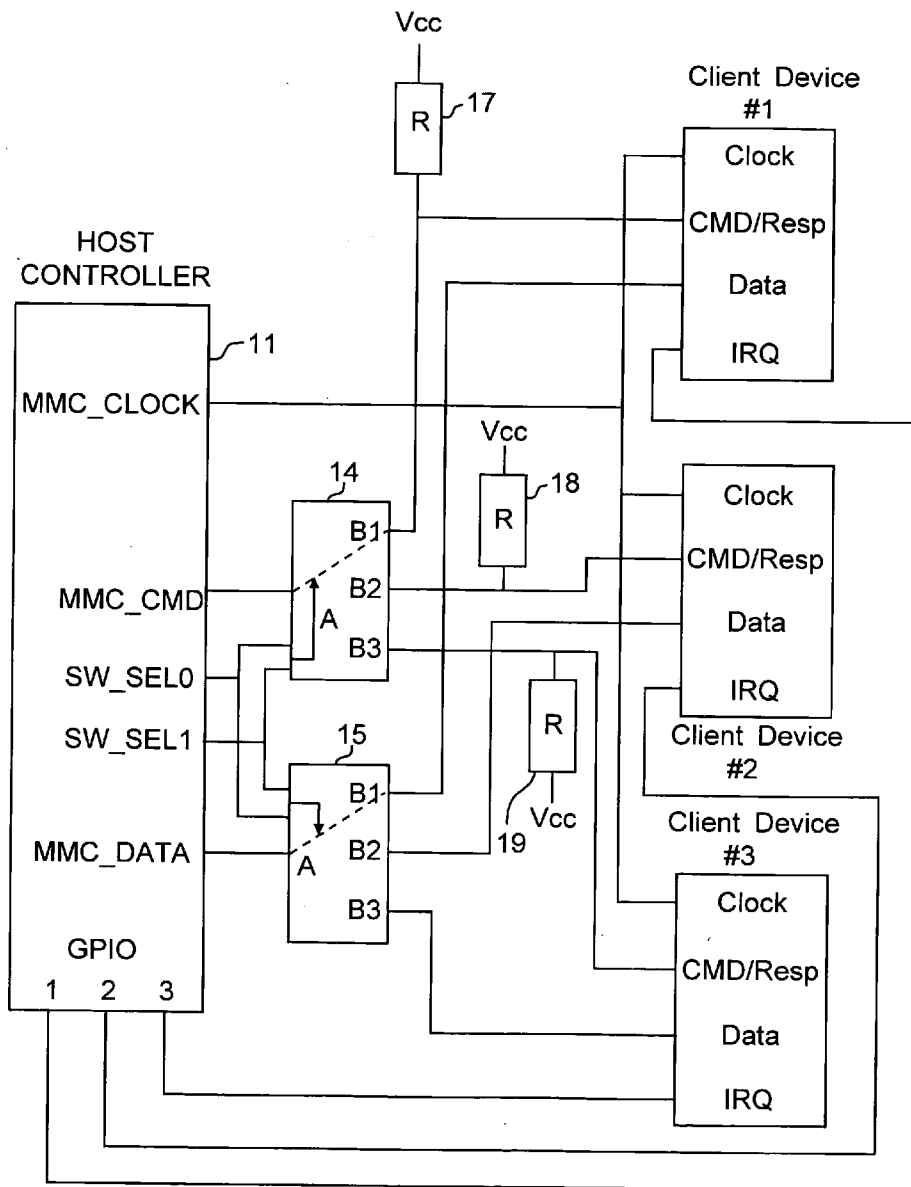 Vcc
R
17
Client Device
#1
Clock
CMD/Resp
Data
IRQ
HOST
CONTROLLER
11
MMC_CLOCK
MMC_CMD
SW_SEL0
SW_SEL1
MMC_DATA
GPIO
1 2 3
14
B1
B2
B3
A
15
B1
B2
B3
A
Vcc
R
18
R
19
Vcc
Clock
CMD/Resp
Data
IRQ
Client Device
#2
Client Device
#3
Clock
CMD/Resp
Data
IRQ